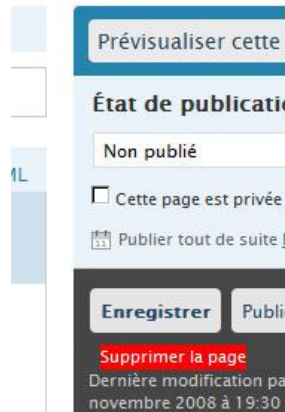 Prévisualiser cette
État de publicati
Non publié
ML
Cette page est privée
Publier tout de suite
Enregistrer Publi
Supprimer la page
Dernière modification pa
novembre 2008 à 19:30